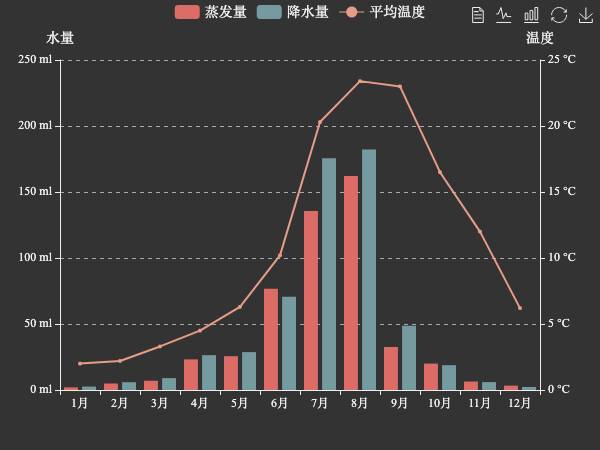 蒸发量 降水量 平均温度
水量 温度
250 ml 25 °C
200 ml 20 °C
150 ml 15 °C
100 ml 10 °C
50 ml 5 °C
0 ml 0 °C
1月 2月 3月 4月 5月 6月 7月 8月 9月 10月 11月 12月